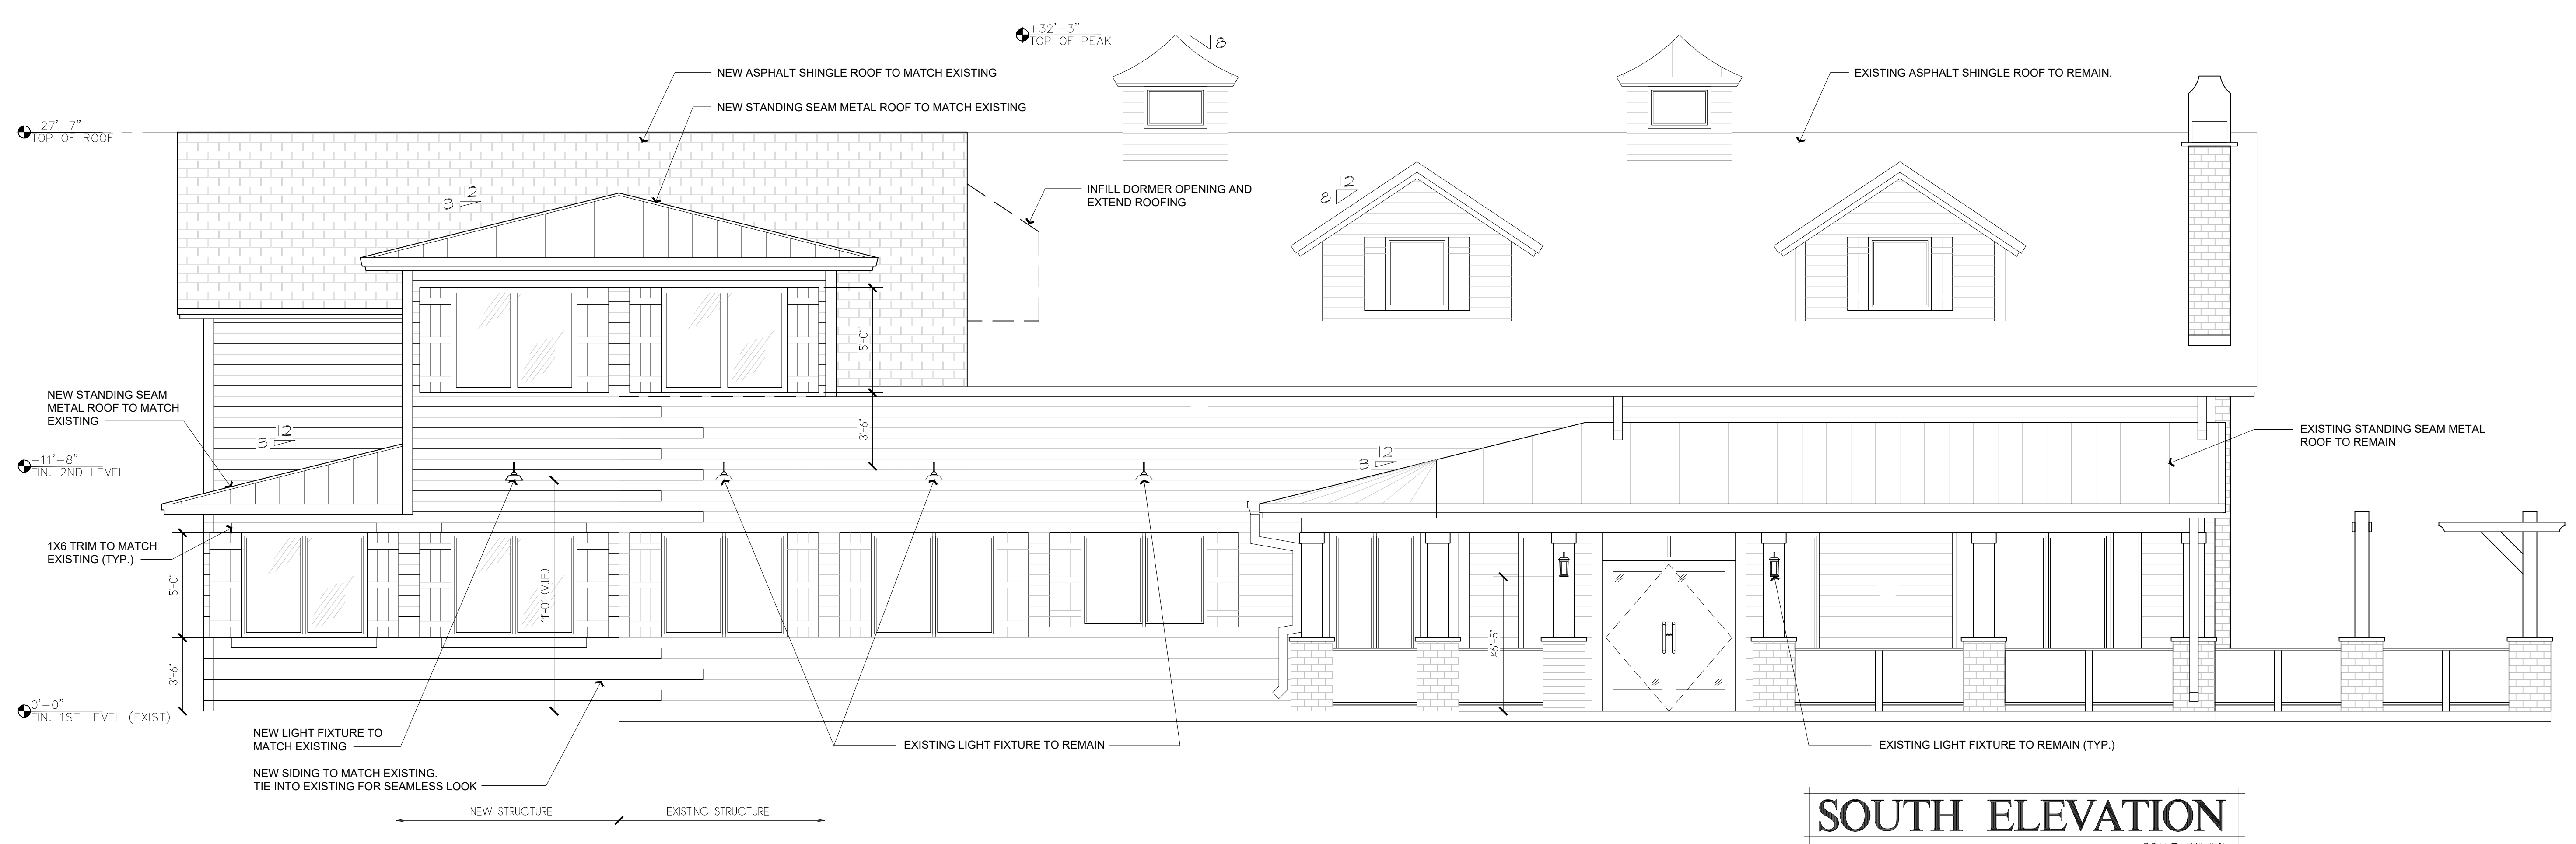 +32'-3"
TOP OF PEAK
8
NEW ASPHALT SHINGLE ROOF TO MATCH EXISTING
EXISTING ASPHALT SHINGLE ROOF TO REMAIN.
NEW STANDING SEAM METAL ROOF TO MATCH EXISTING
+27'-7"
TOP OF ROOF
12
3
INFILL DORMER OPENING AND
EXTEND ROOFING
12
8
5'-0"
3'-6"
NEW STANDING SEAM
METAL ROOF TO MATCH
EXISTING
12
3
+11'-8"
FIN. 2ND LEVEL
12
3
EXISTING STANDING SEAM METAL
ROOF TO REMAIN
1X6 TRIM TO MATCH
EXISTING (TYP.)
5'-0"
3'-6"
11'-0" (V.I.F.)
6'-5"
0'-0"
FIN. 1ST LEVEL (EXIST)
NEW LIGHT FIXTURE TO
MATCH EXISTING
EXISTING LIGHT FIXTURE TO REMAIN
EXISTING LIGHT FIXTURE TO REMAIN (TYP.)
NEW SIDING TO MATCH EXISTING.
TIE INTO EXISTING FOR SEAMLESS LOOK
NEW STRUCTURE
EXISTING STRUCTURE
SOUTH ELEVATION